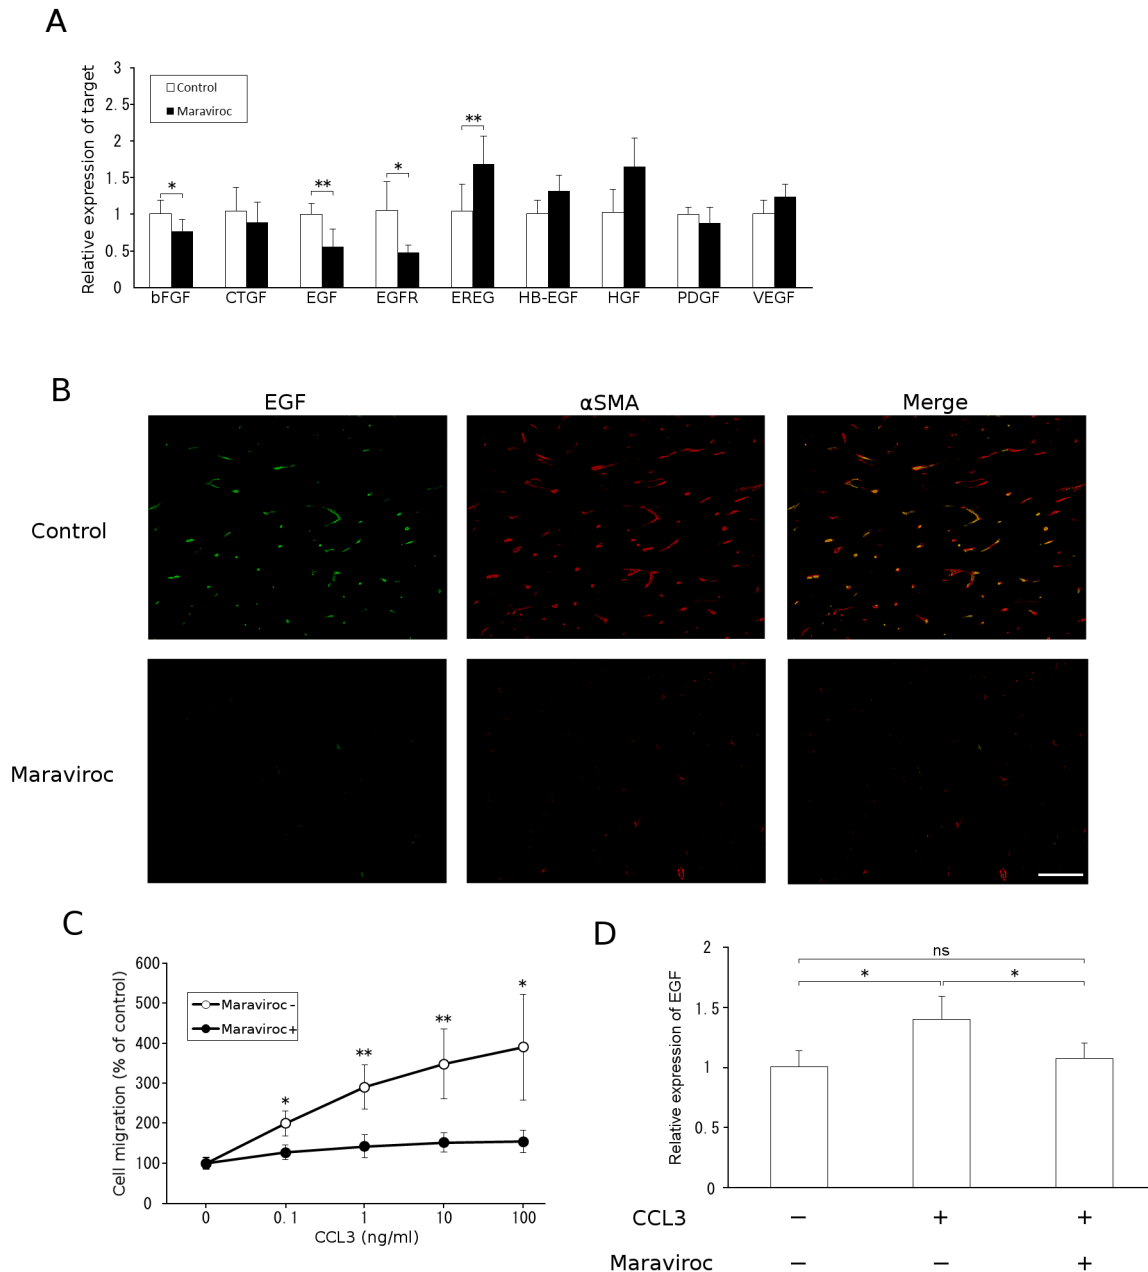 A
Relative expression of target
3
2.5
2
1.5
1
0.5
0
Control
Maraviroc
* ** * **
bFGF CTGF EGF EGFR EREG HB-EGF HGF PDGF VEGF
B
EGF αSMA Merge
Control
Maraviroc
C
Cell migration (% of control)
600
500
400
300
200
100
0
Maraviroc -
Maraviroc+
* ** ** *
0 0.1 1 10 100
CCL3 (ng/ml)
D
Relative expression of EGF
2
1.5
1
0.5
0
ns
* *
CCL3 − + +
Maraviroc − − +